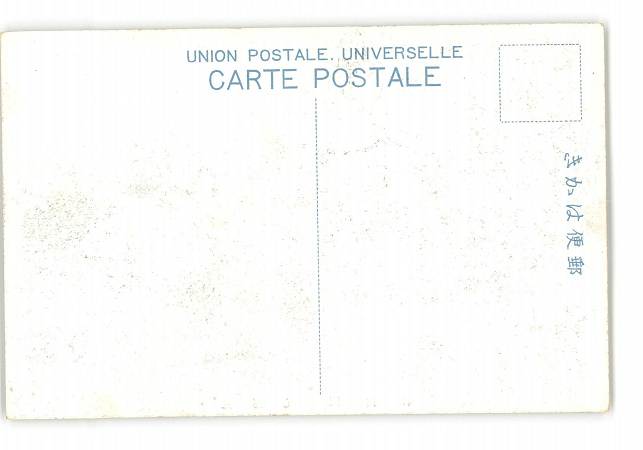 UNION POSTALE. UNIVERSELLE
CARTE POSTALE
きかは便郵